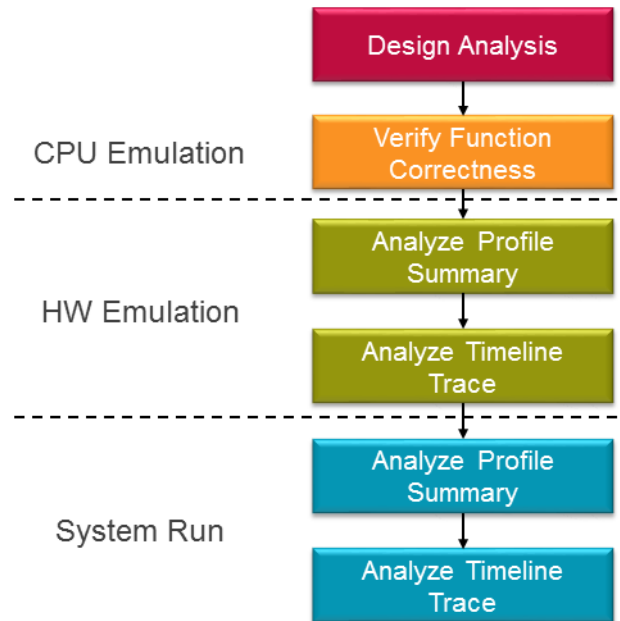 Design Analysis
CPU Emulation
Verify Function
Correctness
HW Emulation
Analyze Profile
Summary
Analyze Timeline
Trace
System Run
Analyze Profile
Summary
Analyze Timeline
Trace